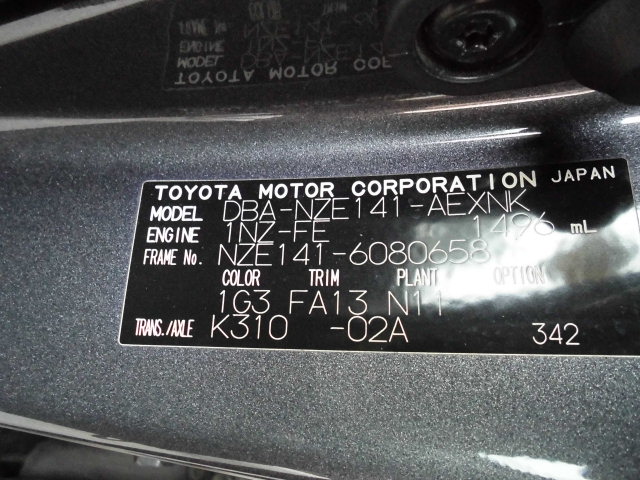 TOYOTA MOTOR CORPORATION JAPAN
MODEL DBA-NZE141-AEXNK
ENGINE 1NZ-FE 1496 mL
FRAME No. NZE141-6080658
COLOR TRIM PLANT OPTION
1G3 FA13 N11
TRANS./AXLE K310 -02A 342